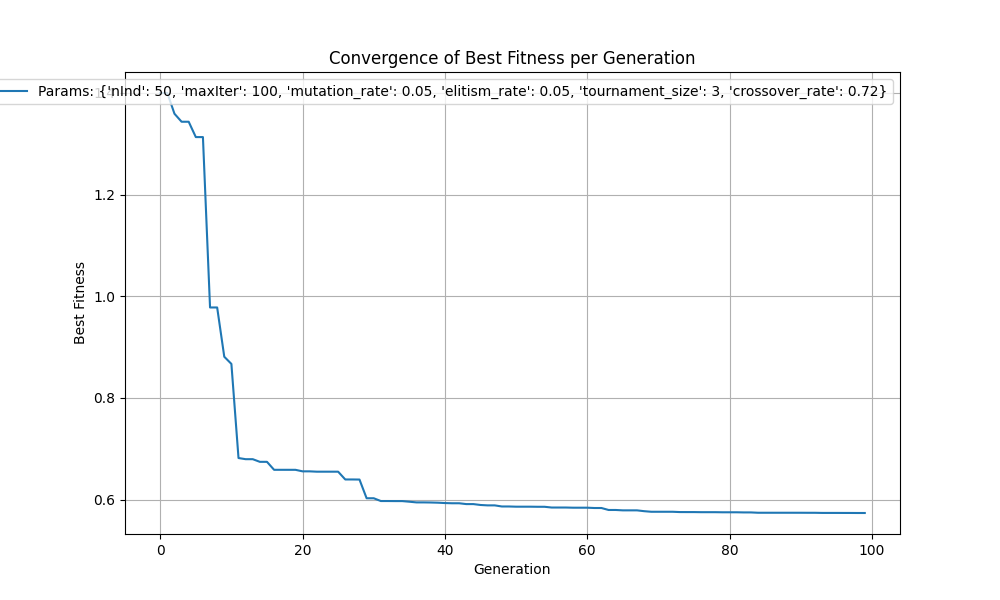 Convergence of Best Fitness per Generation
Params: {'nInd': 50, 'maxIter': 100, 'mutation_rate': 0.05, 'elitism_rate': 0.05, 'tournament_size': 3, 'crossover_rate': 0.72}
1.2
1.0
0.8
0.6
Best Fitness
0 20 40 60 80 100
Generation